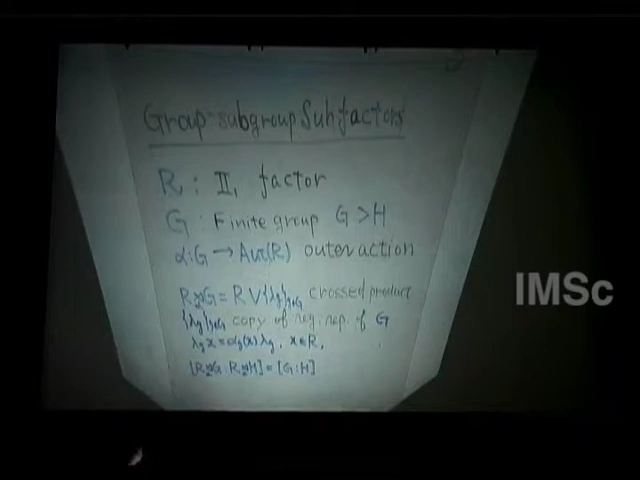 Group-subgroup Subfactors
R : II₁ factor
G : Finite group G > H
α: G → Aut(R) outer action
R⋊G = R V {λg}g∈G crossed product
{λg}g∈G copy of reg. rep. of G
λg x = αg(x) λg , x ∈ R,
[R⋊G : R⋊H] = [G : H]
IMSc